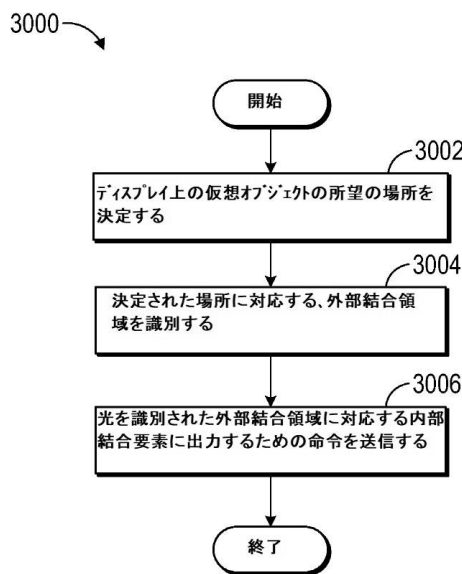 3000
開始
3002
ディスプレイ上の仮想オブジェクトの所望の場所を
決定する
3004
決定された場所に対応する、外部結合領
域を識別する
3006
光を識別された外部結合領域に対応する内部
結合要素に出力するための命令を送信する
終了